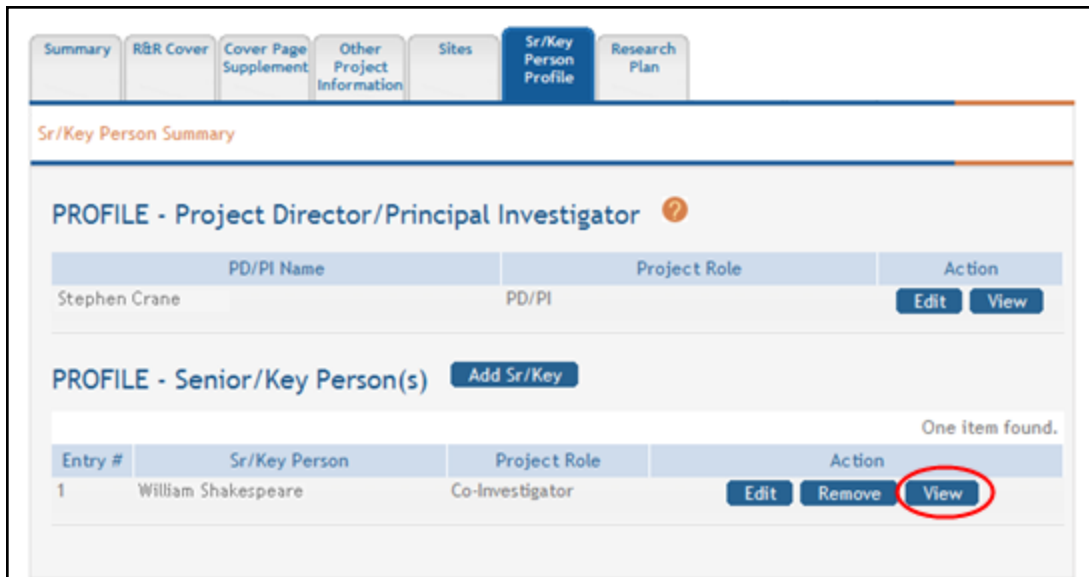 Summary R&R Cover Cover Page Supplement Other Project Information Sites Sr/Key Person Profile Research Plan
Sr/Key Person Summary
PROFILE - Project Director/Principal Investigator ?
PD/PI Name Project Role Action
Stephen Crane PD/PI Edit View
PROFILE - Senior/Key Person(s) Add Sr/Key
One item found.
Entry # Sr/Key Person Project Role Action
1 William Shakespeare Co-Investigator Edit Remove View